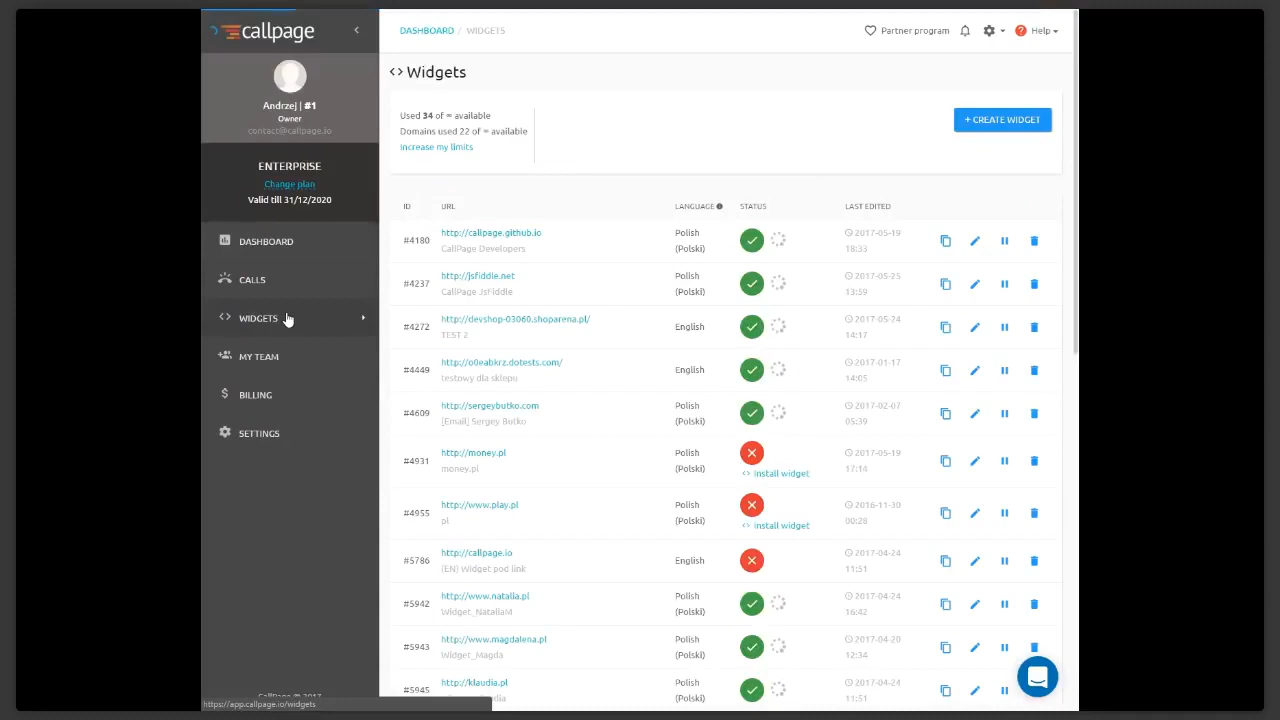 callpage
Andrzej | #1
Owner
contact@callpage.io
ENTERPRISE
Change plan
Valid till 31/12/2020
DASHBOARD
CALLS
WIDGETS
MY TEAM
BILLING
SETTINGS
CallPage © 2017
https://app.callpage.io/widgets
DASHBOARD / WIDGETS
Partner program
Help
<> Widgets
Used 34 of ∞ available
Domains used 22 of ∞ available
Increase my limits
+ CREATE WIDGET
ID URL LANGUAGE STATUS LAST EDITED
#4180 http://callpage.github.io CallPage Developers Polish (Polski) 2017-05-19 18:33
#4237 http://jsfiddle.net CallPage JsFiddle Polish (Polski) 2017-05-25 13:59
#4272 http://devshop-03060.shoparena.pl/ TEST 2 English 2017-05-24 14:17
#4449 http://o0eabkrz.dotests.com/ testowy dla sklepu English 2017-01-17 14:05
#4609 http://sergeybutko.com [Email] Sergey Butko Polish (Polski) 2017-02-07 05:39
#4931 http://money.pl money.pl Polish (Polski) <> Install widget 2017-05-19 17:14
#4955 http://www.play.pl pl Polish (Polski) <> Install widget 2016-11-30 00:28
#5786 http://callpage.io (EN) Widget pod link English 2017-04-24 11:51
#5942 http://www.natalia.pl Widget_NataliaM Polish (Polski) 2017-04-24 16:42
#5943 http://www.magdalena.pl Widget_Magda Polish (Polski) 2017-04-20 12:34
#5945 http://klaudia.pl Polish (Polski) 2017-04-24 11:51